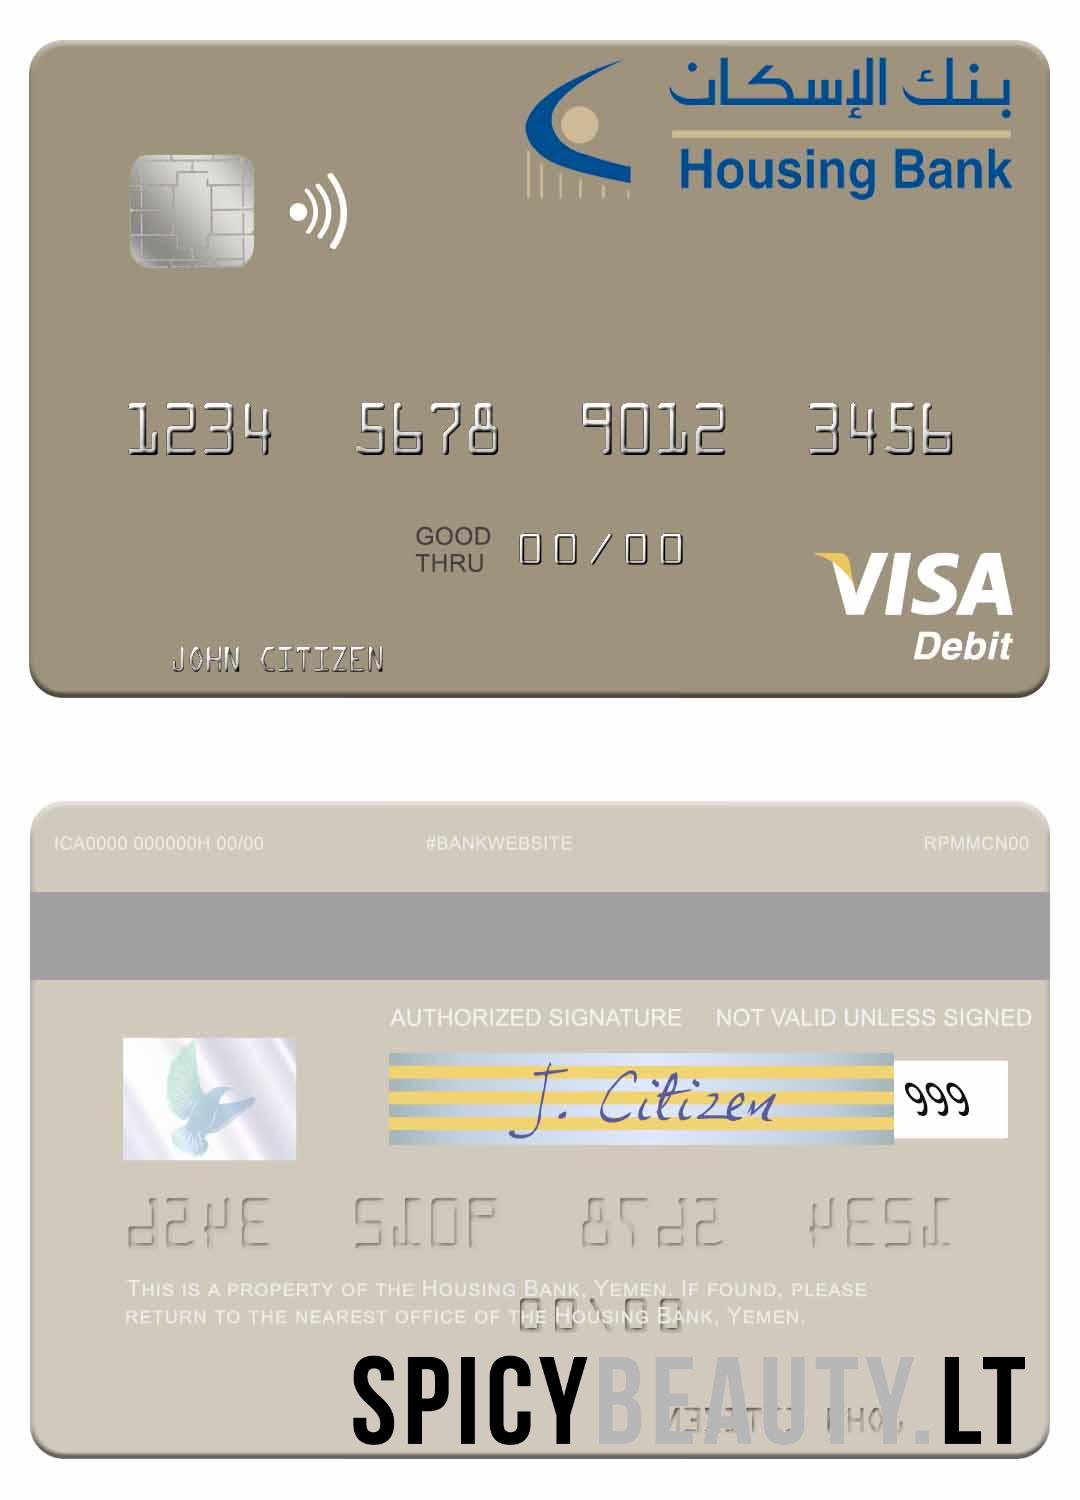 بنك الإسكان
Housing Bank
1234 5678 9012 3456
GOOD THRU 00/00
VISA
Debit
JOHN CITIZEN
ICA0000 000000H 00/00 #BANKWEBSITE RPMMCN00
AUTHORIZED SIGNATURE NOT VALID UNLESS SIGNED
J. Citizen 999
THIS IS A PROPERTY OF THE HOUSING BANK, YEMEN. IF FOUND, PLEASE
RETURN TO THE NEAREST OFFICE OF THE HOUSING BANK, YEMEN.
SPICYBEAUTY.LT